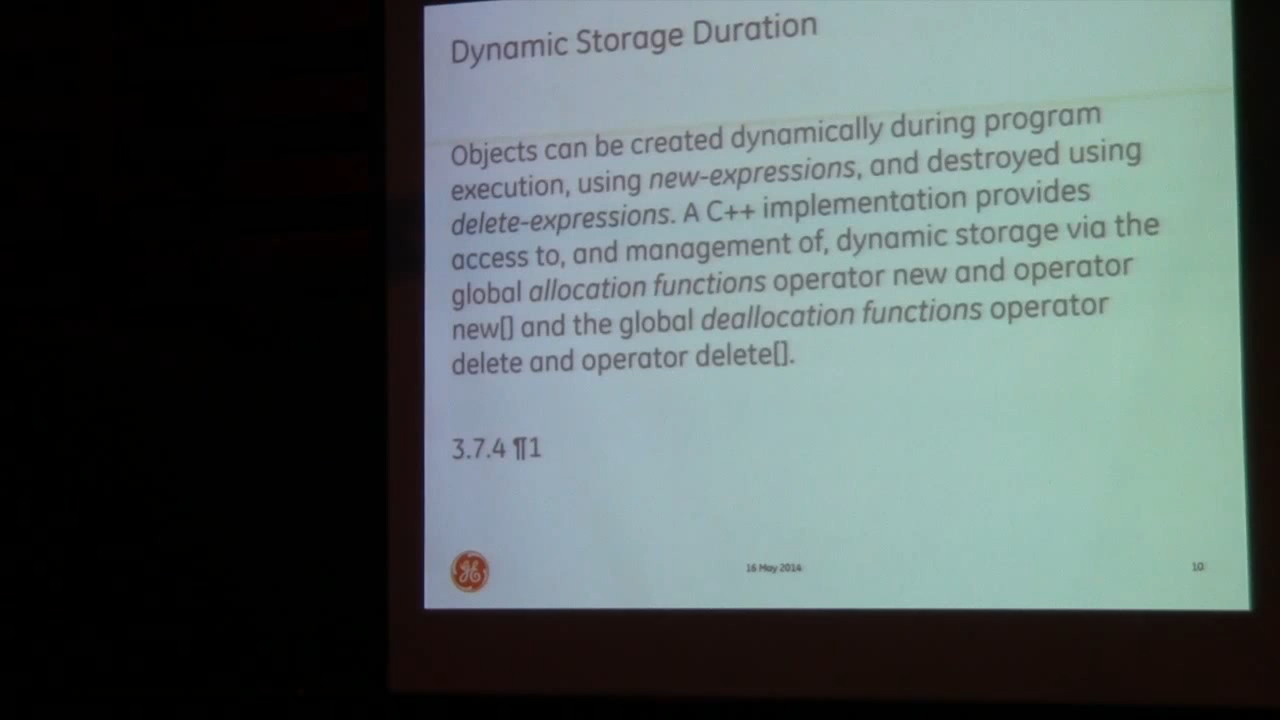 Dynamic Storage Duration
Objects can be created dynamically during program
execution, using new-expressions, and destroyed using
delete-expressions. A C++ implementation provides
access to, and management of, dynamic storage via the
global allocation functions operator new and operator
new[] and the global deallocation functions operator
delete and operator delete[].
3.7.4 ¶1
16 May 2014
10